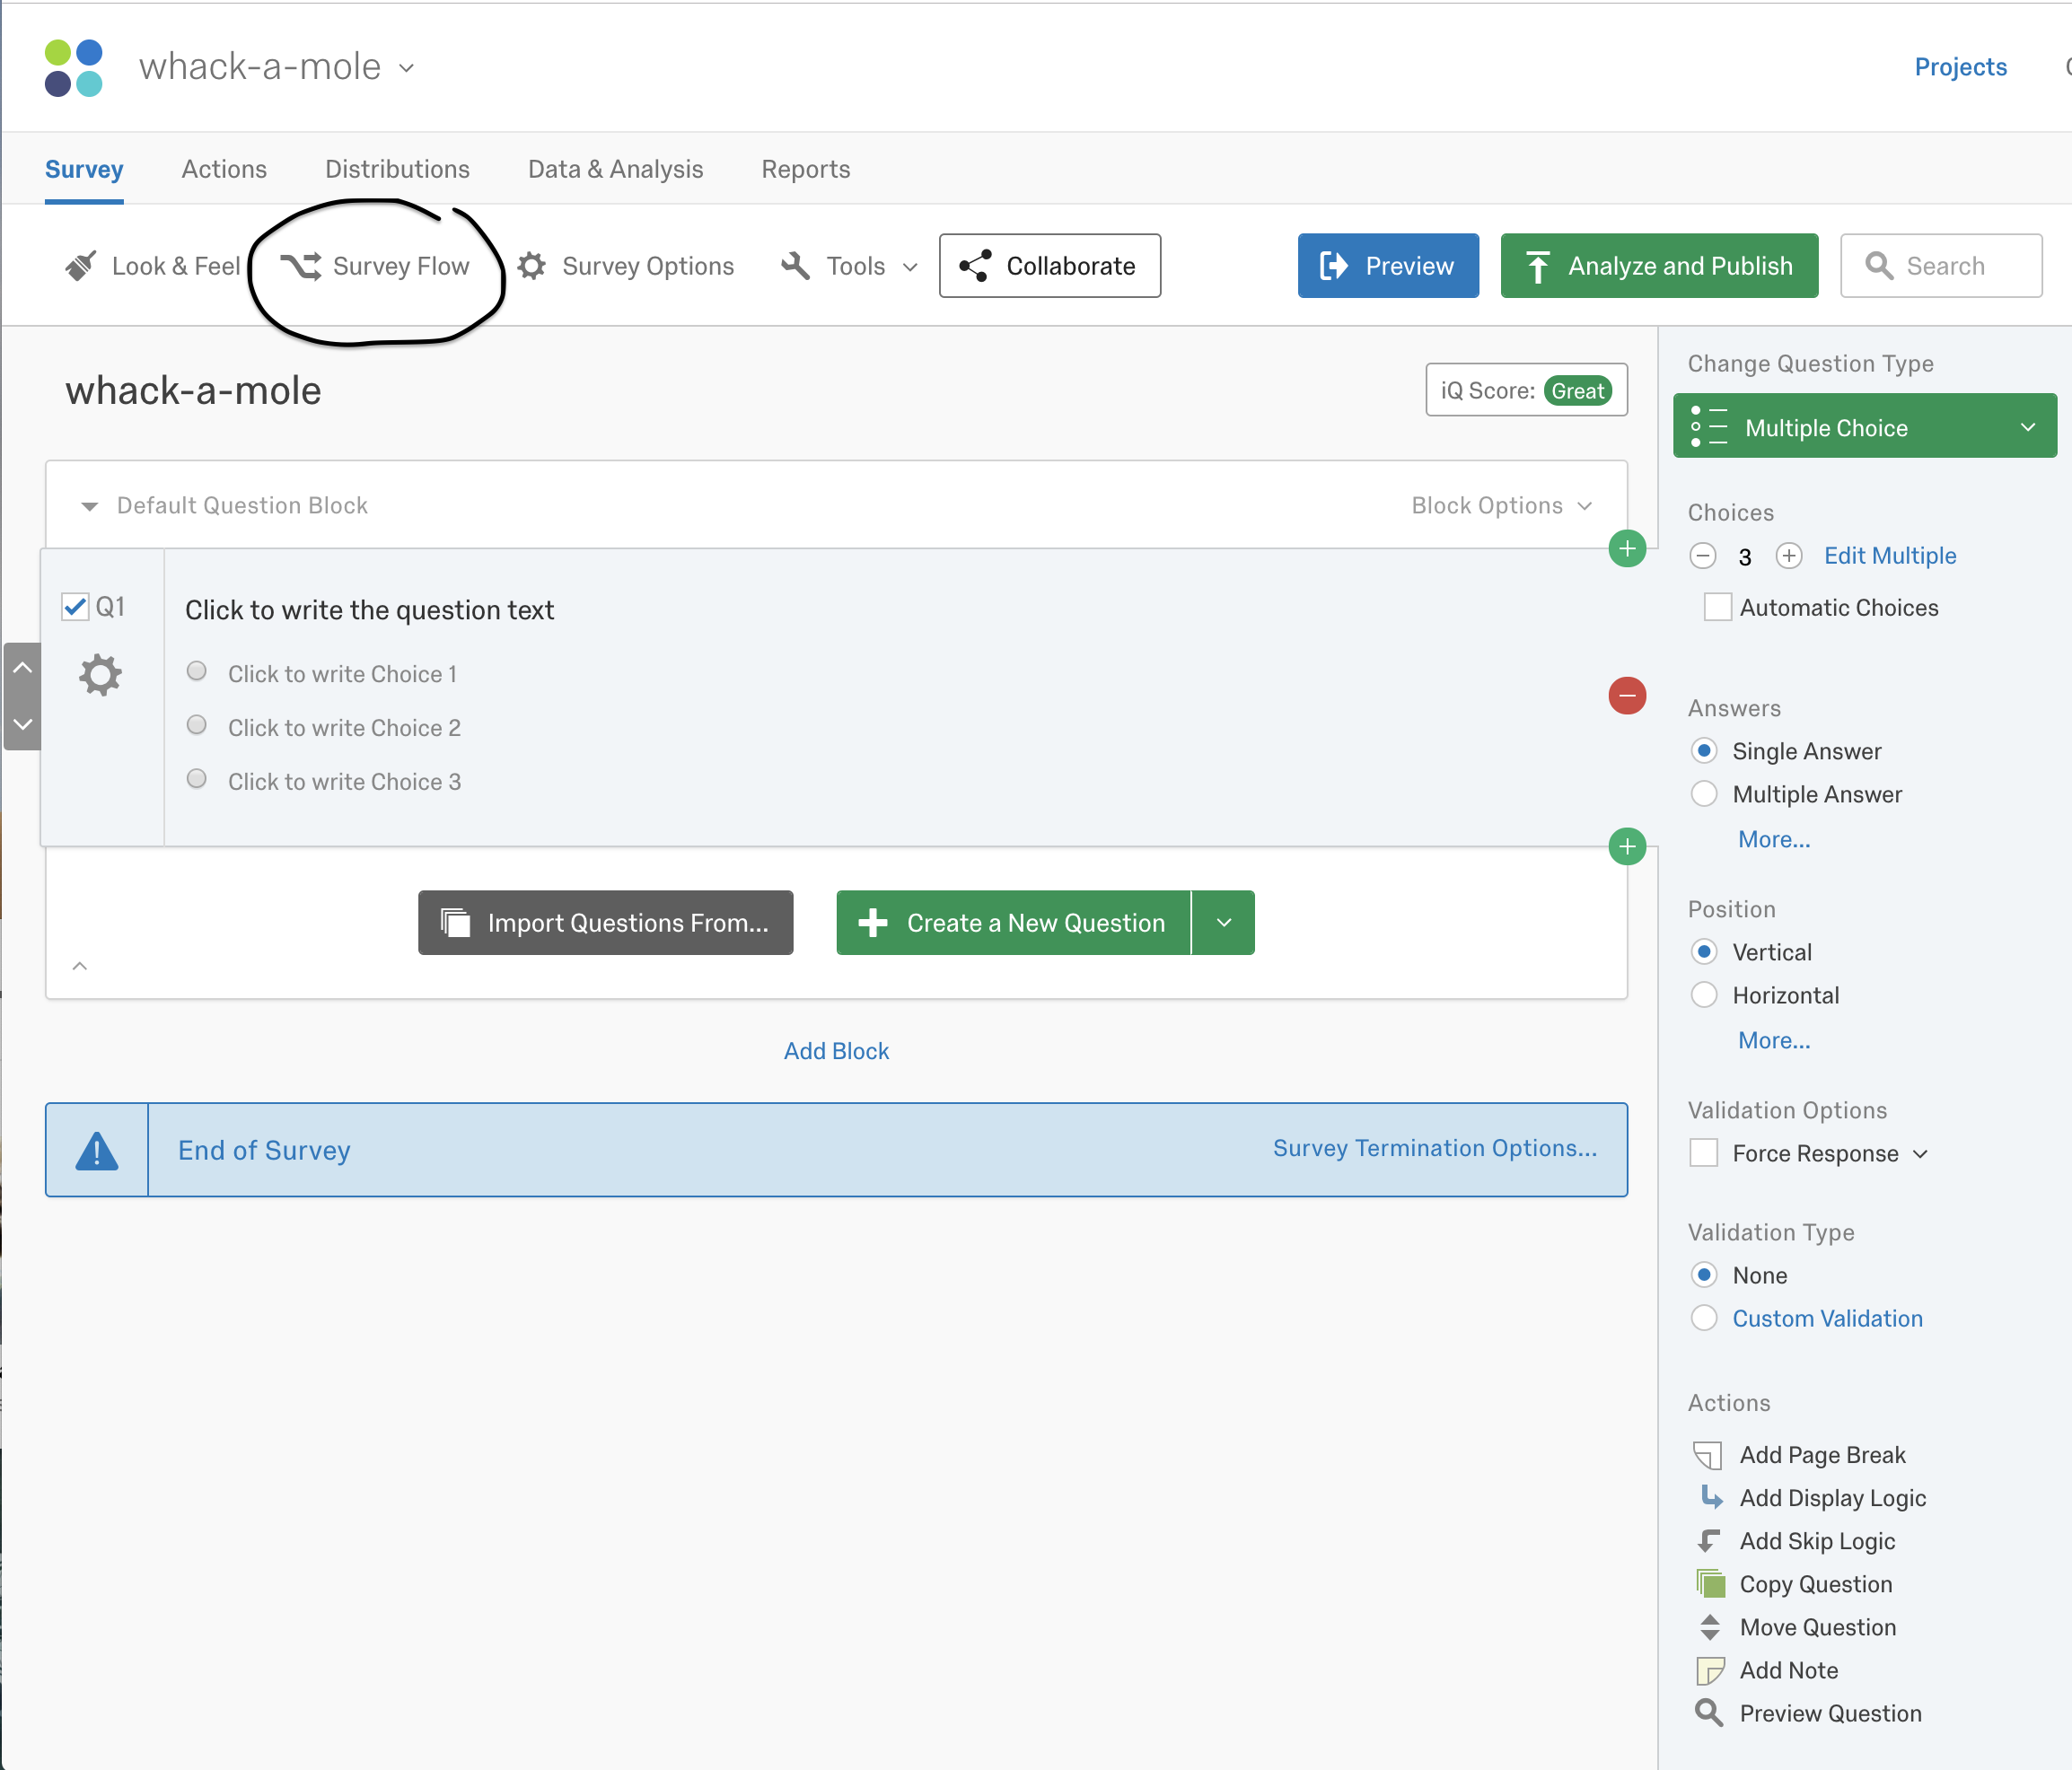 whack-a-mole
Projects
Survey Actions Distributions Data & Analysis Reports
Look & Feel Survey Flow Survey Options Tools Collaborate Preview Analyze and Publish Search
whack-a-mole
iQ Score: Great
Default Question Block
Block Options
Q1
Click to write the question text
Click to write Choice 1
Click to write Choice 2
Click to write Choice 3
Import Questions From...
Create a New Question
Add Block
End of Survey
Survey Termination Options...
Change Question Type
Multiple Choice
Choices
3 Edit Multiple
Automatic Choices
Answers
Single Answer
Multiple Answer
More...
Position
Vertical
Horizontal
More...
Validation Options
Force Response
Validation Type
None
Custom Validation
Actions
Add Page Break
Add Display Logic
Add Skip Logic
Copy Question
Move Question
Add Note
Preview Question